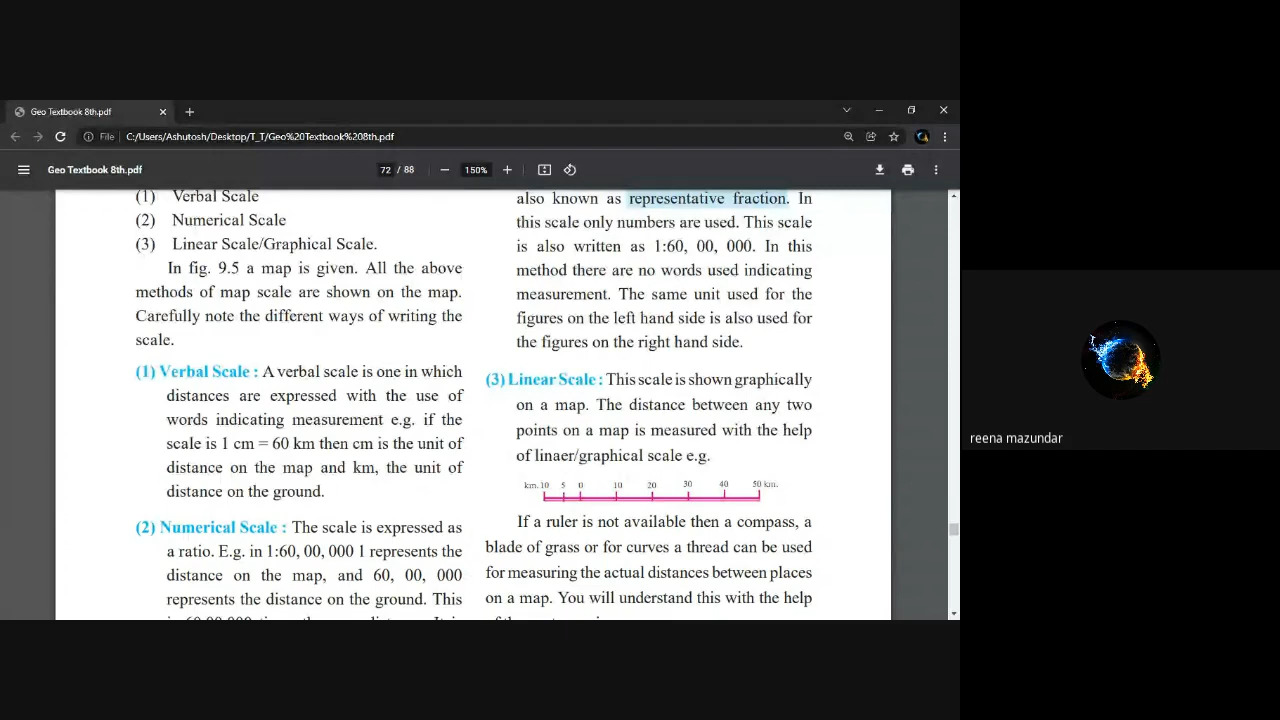 Geo Textbook 8th.pdf
File C:/Users/Ashutosh/Desktop/T_T/Geo%20Textbook%208th.pdf
Geo Textbook 8th.pdf
72 / 88
150%
(1) Verbal Scale
(2) Numerical Scale
(3) Linear Scale/Graphical Scale.
In fig. 9.5 a map is given. All the above
methods of map scale are shown on the map.
Carefully note the different ways of writing the
scale.
(1) Verbal Scale : A verbal scale is one in which
distances are expressed with the use of
words indicating measurement e.g. if the
scale is 1 cm = 60 km then cm is the unit of
distance on the map and km, the unit of
distance on the ground.
(2) Numerical Scale : The scale is expressed as
a ratio. E.g. in 1:60, 00, 000 1 represents the
distance on the map, and 60, 00, 000
represents the distance on the ground. This
also known as representative fraction. In
this scale only numbers are used. This scale
is also written as 1:60, 00, 000. In this
method there are no words used indicating
measurement. The same unit used for the
figures on the left hand side is also used for
the figures on the right hand side.
(3) Linear Scale : This scale is shown graphically
on a map. The distance between any two
points on a map is measured with the help
of linaer/graphical scale e.g.
km. 10 5 0 10 20 30 40 50 km.
If a ruler is not available then a compass, a
blade of grass or for curves a thread can be used
for measuring the actual distances between places
on a map. You will understand this with the help
reena mazundar